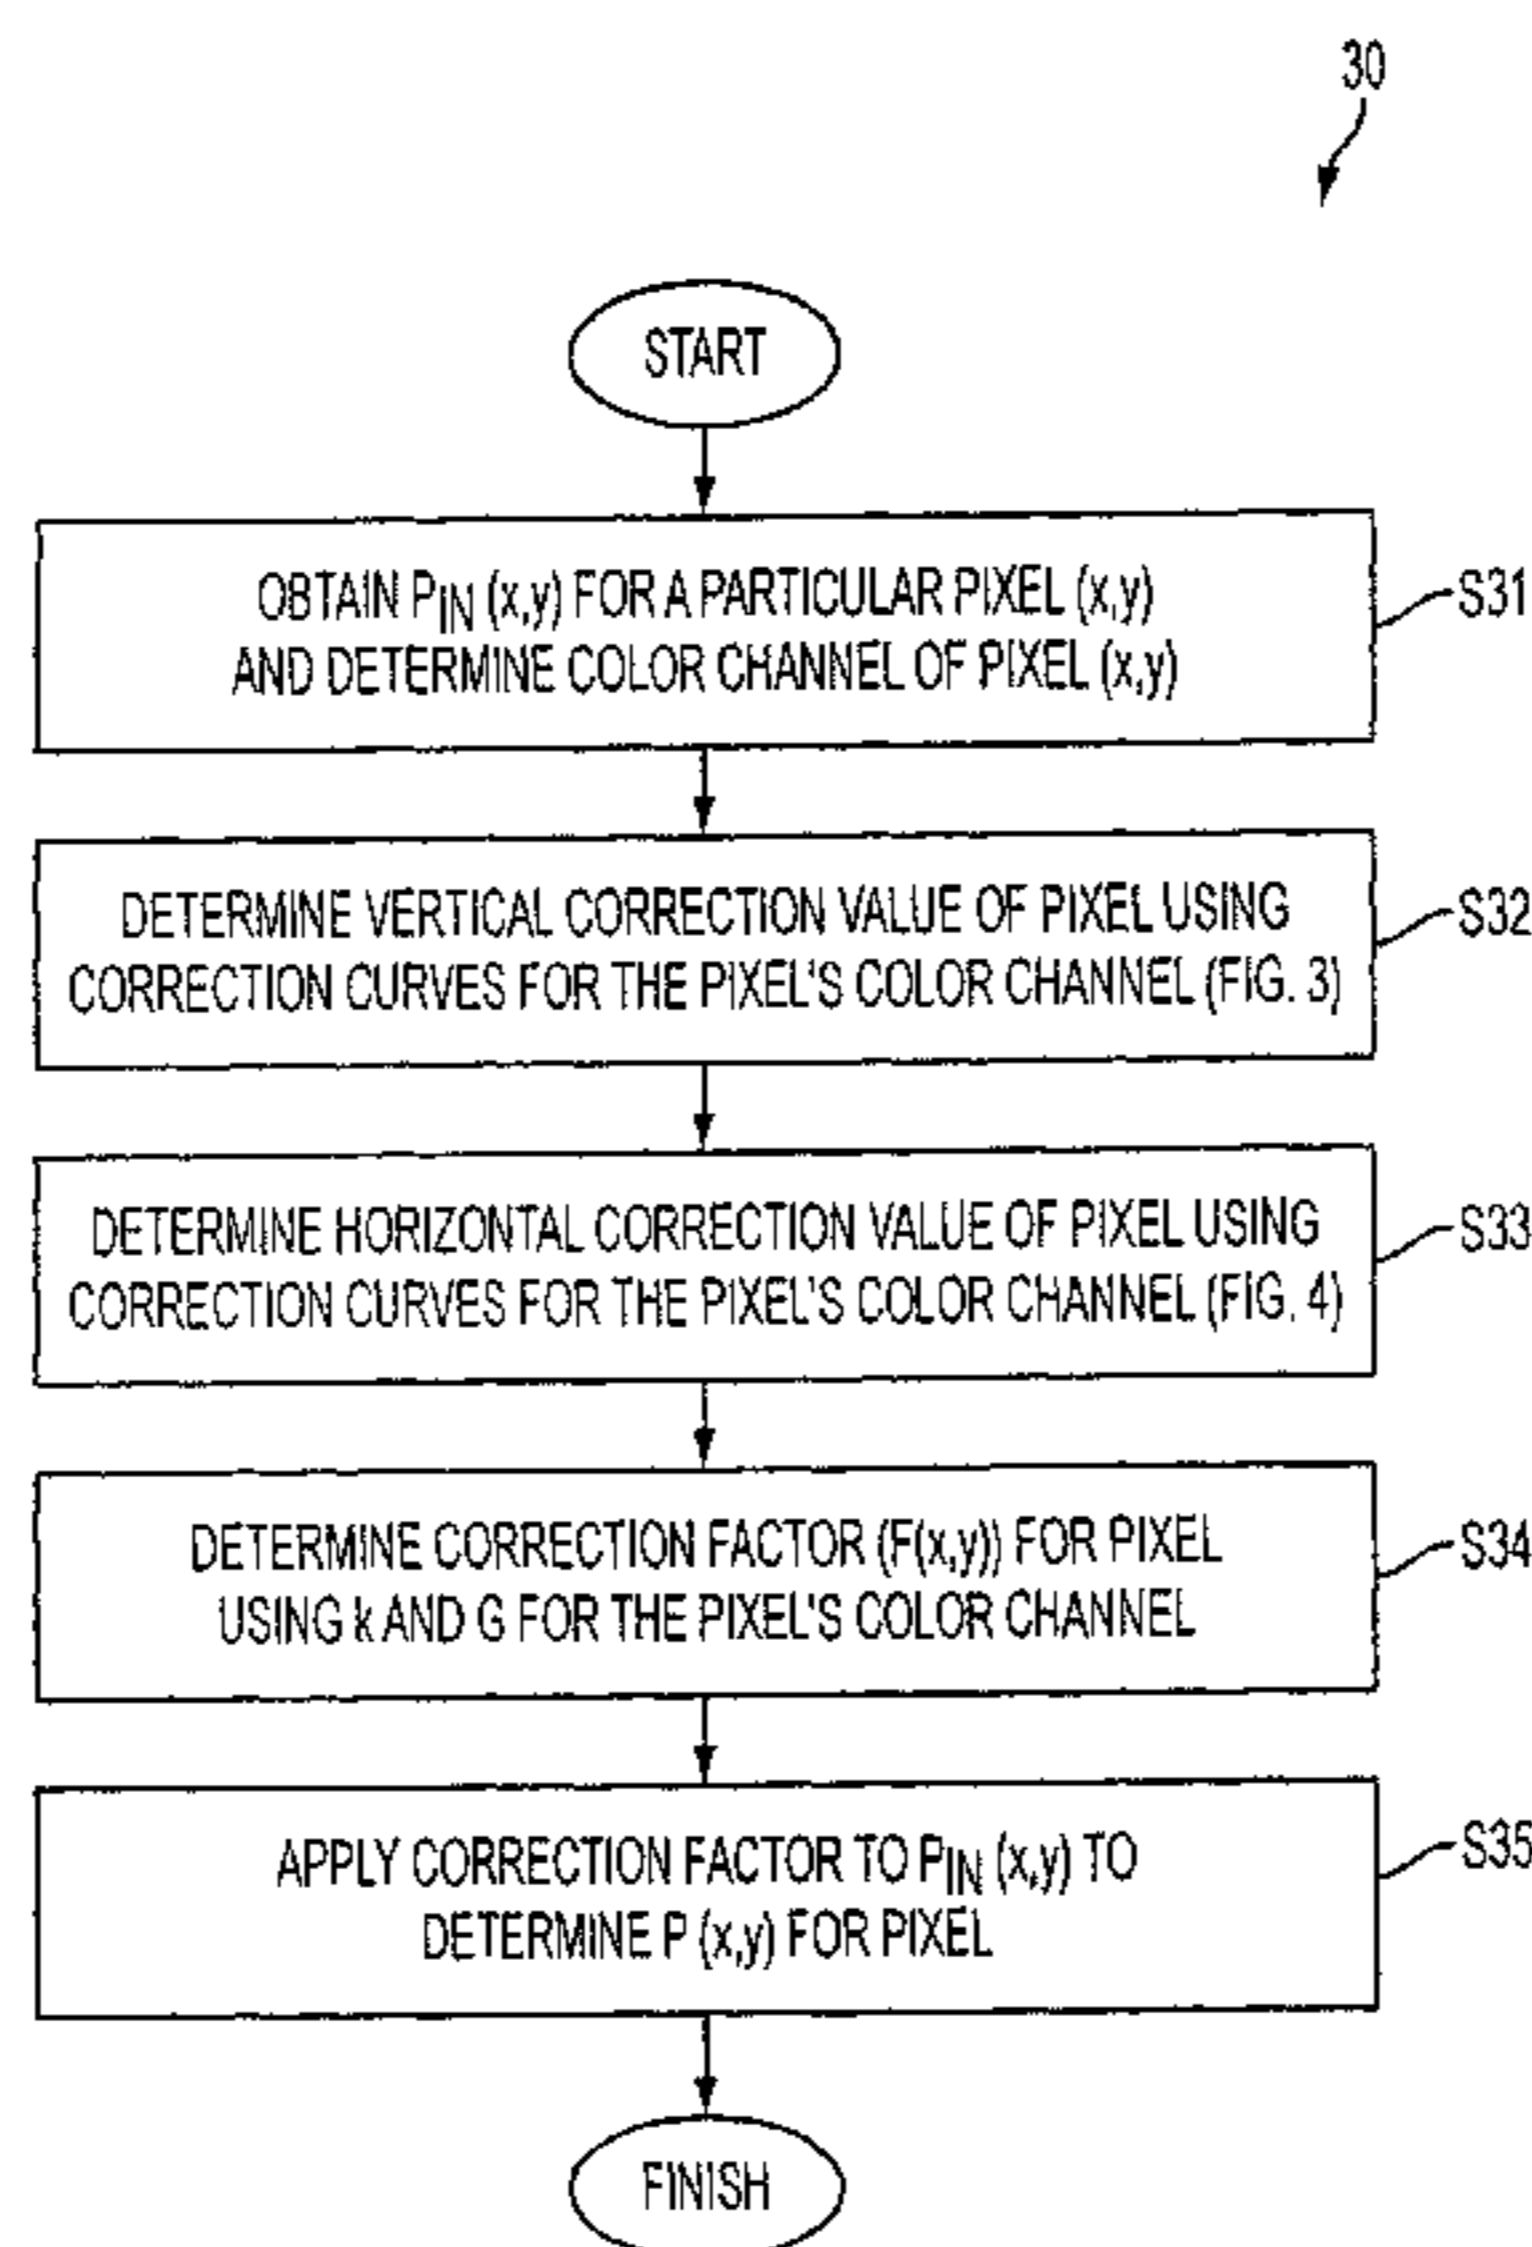 30
START
OBTAIN PIN (x,y) FOR A PARTICULAR PIXEL (x,y)
AND DETERMINE COLOR CHANNEL OF PIXEL (x,y)
S31
DETERMINE VERTICAL CORRECTION VALUE OF PIXEL USING
CORRECTION CURVES FOR THE PIXEL'S COLOR CHANNEL (FIG. 3)
S32
DETERMINE HORIZONTAL CORRECTION VALUE OF PIXEL USING
CORRECTION CURVES FOR THE PIXEL'S COLOR CHANNEL (FIG. 4)
S33
DETERMINE CORRECTION FACTOR (F(x,y)) FOR PIXEL
USING k AND G FOR THE PIXEL'S COLOR CHANNEL
S34
APPLY CORRECTION FACTOR TO PIN (x,y) TO
DETERMINE P (x,y) FOR PIXEL
S35
FINISH